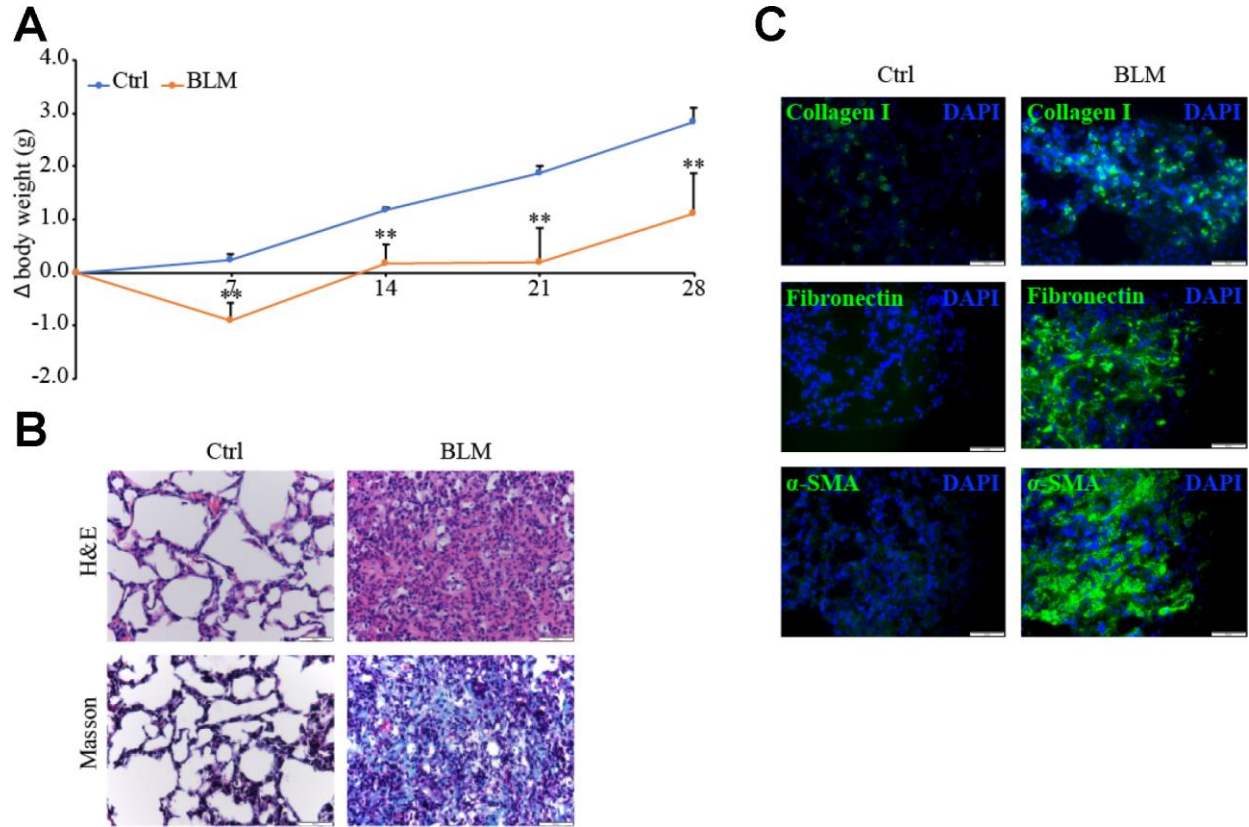 A
4.0
Ctrl BLM
3.0
2.0
1.0
0.0
-1.0
-2.0
Δ body weight (g)
7
14
21
28
**
**
**
**
B
Ctrl BLM
H&E
Masson
C
Ctrl BLM
Collagen I DAPI
Collagen I DAPI
Fibronectin DAPI
Fibronectin DAPI
α-SMA DAPI
α-SMA DAPI